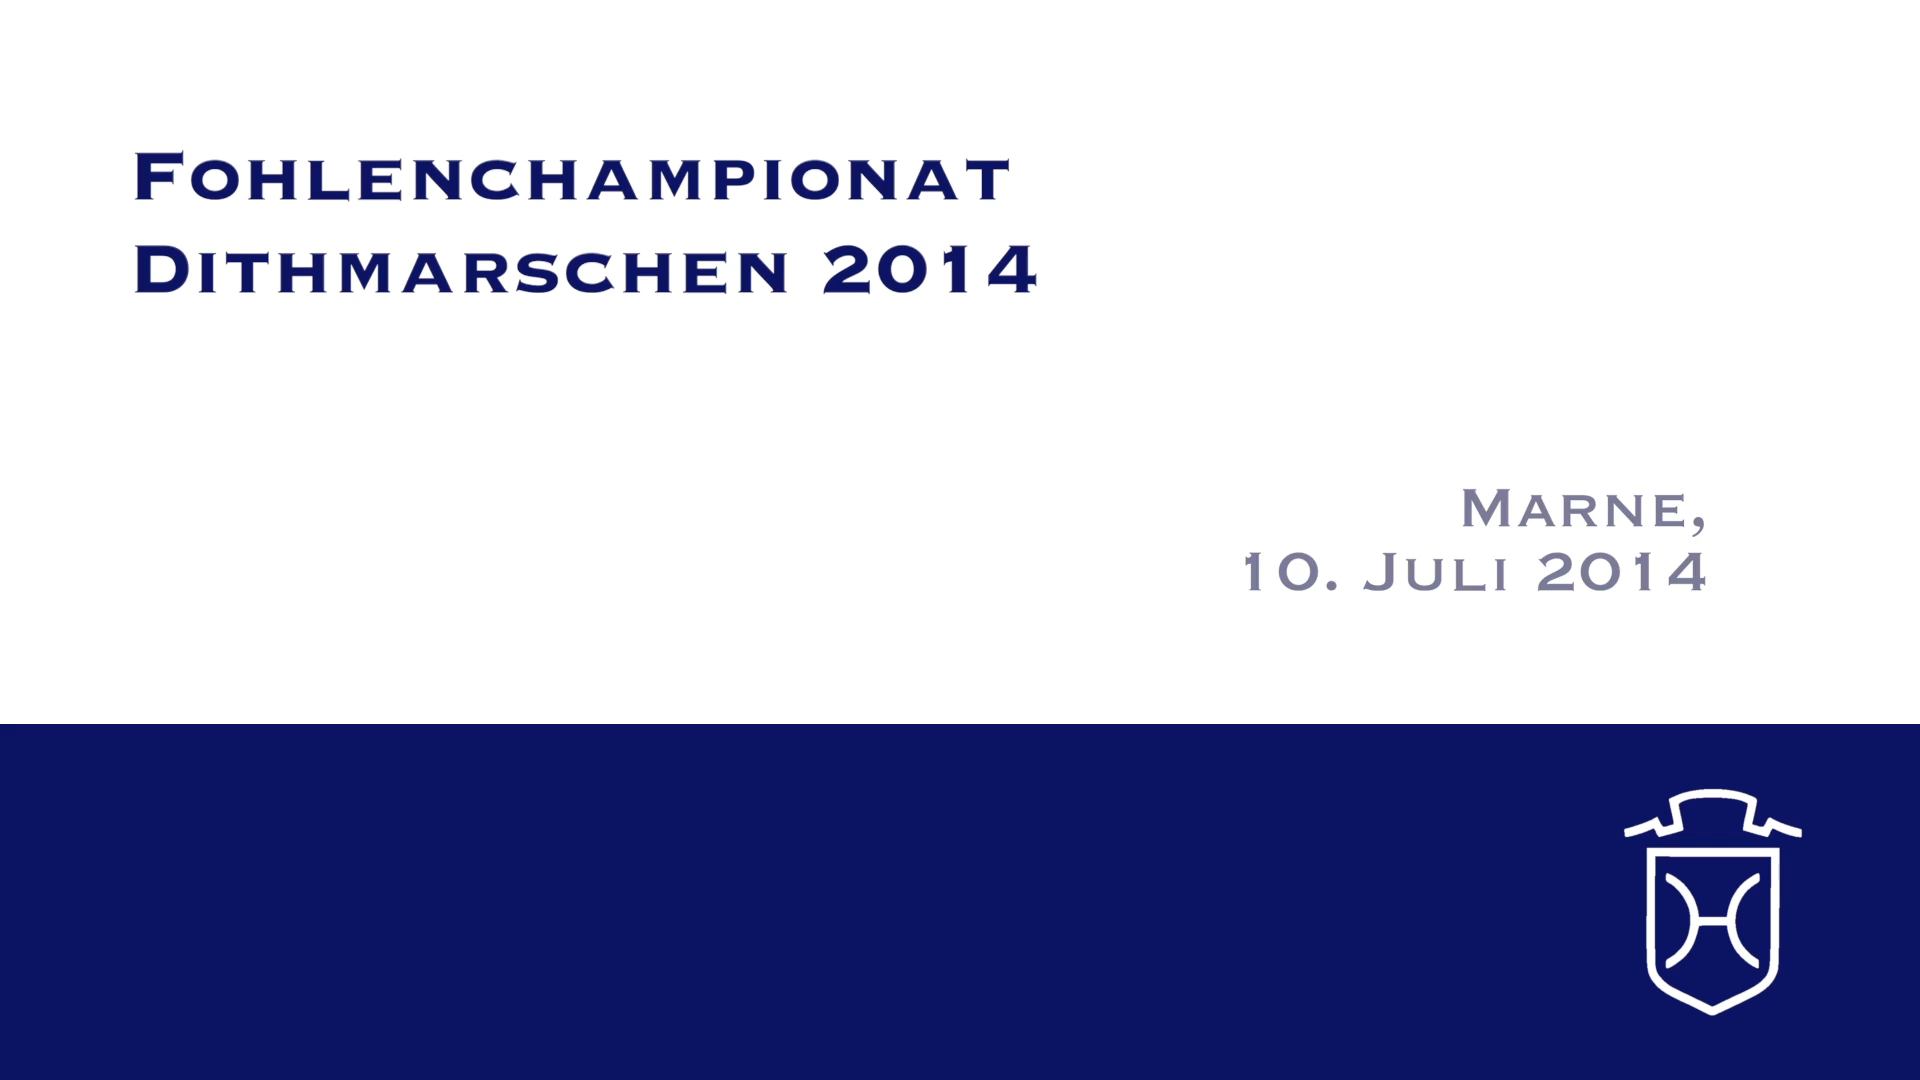 Fohlenchampionat
Dithmarschen 2014
Marne,
10. Juli 2014